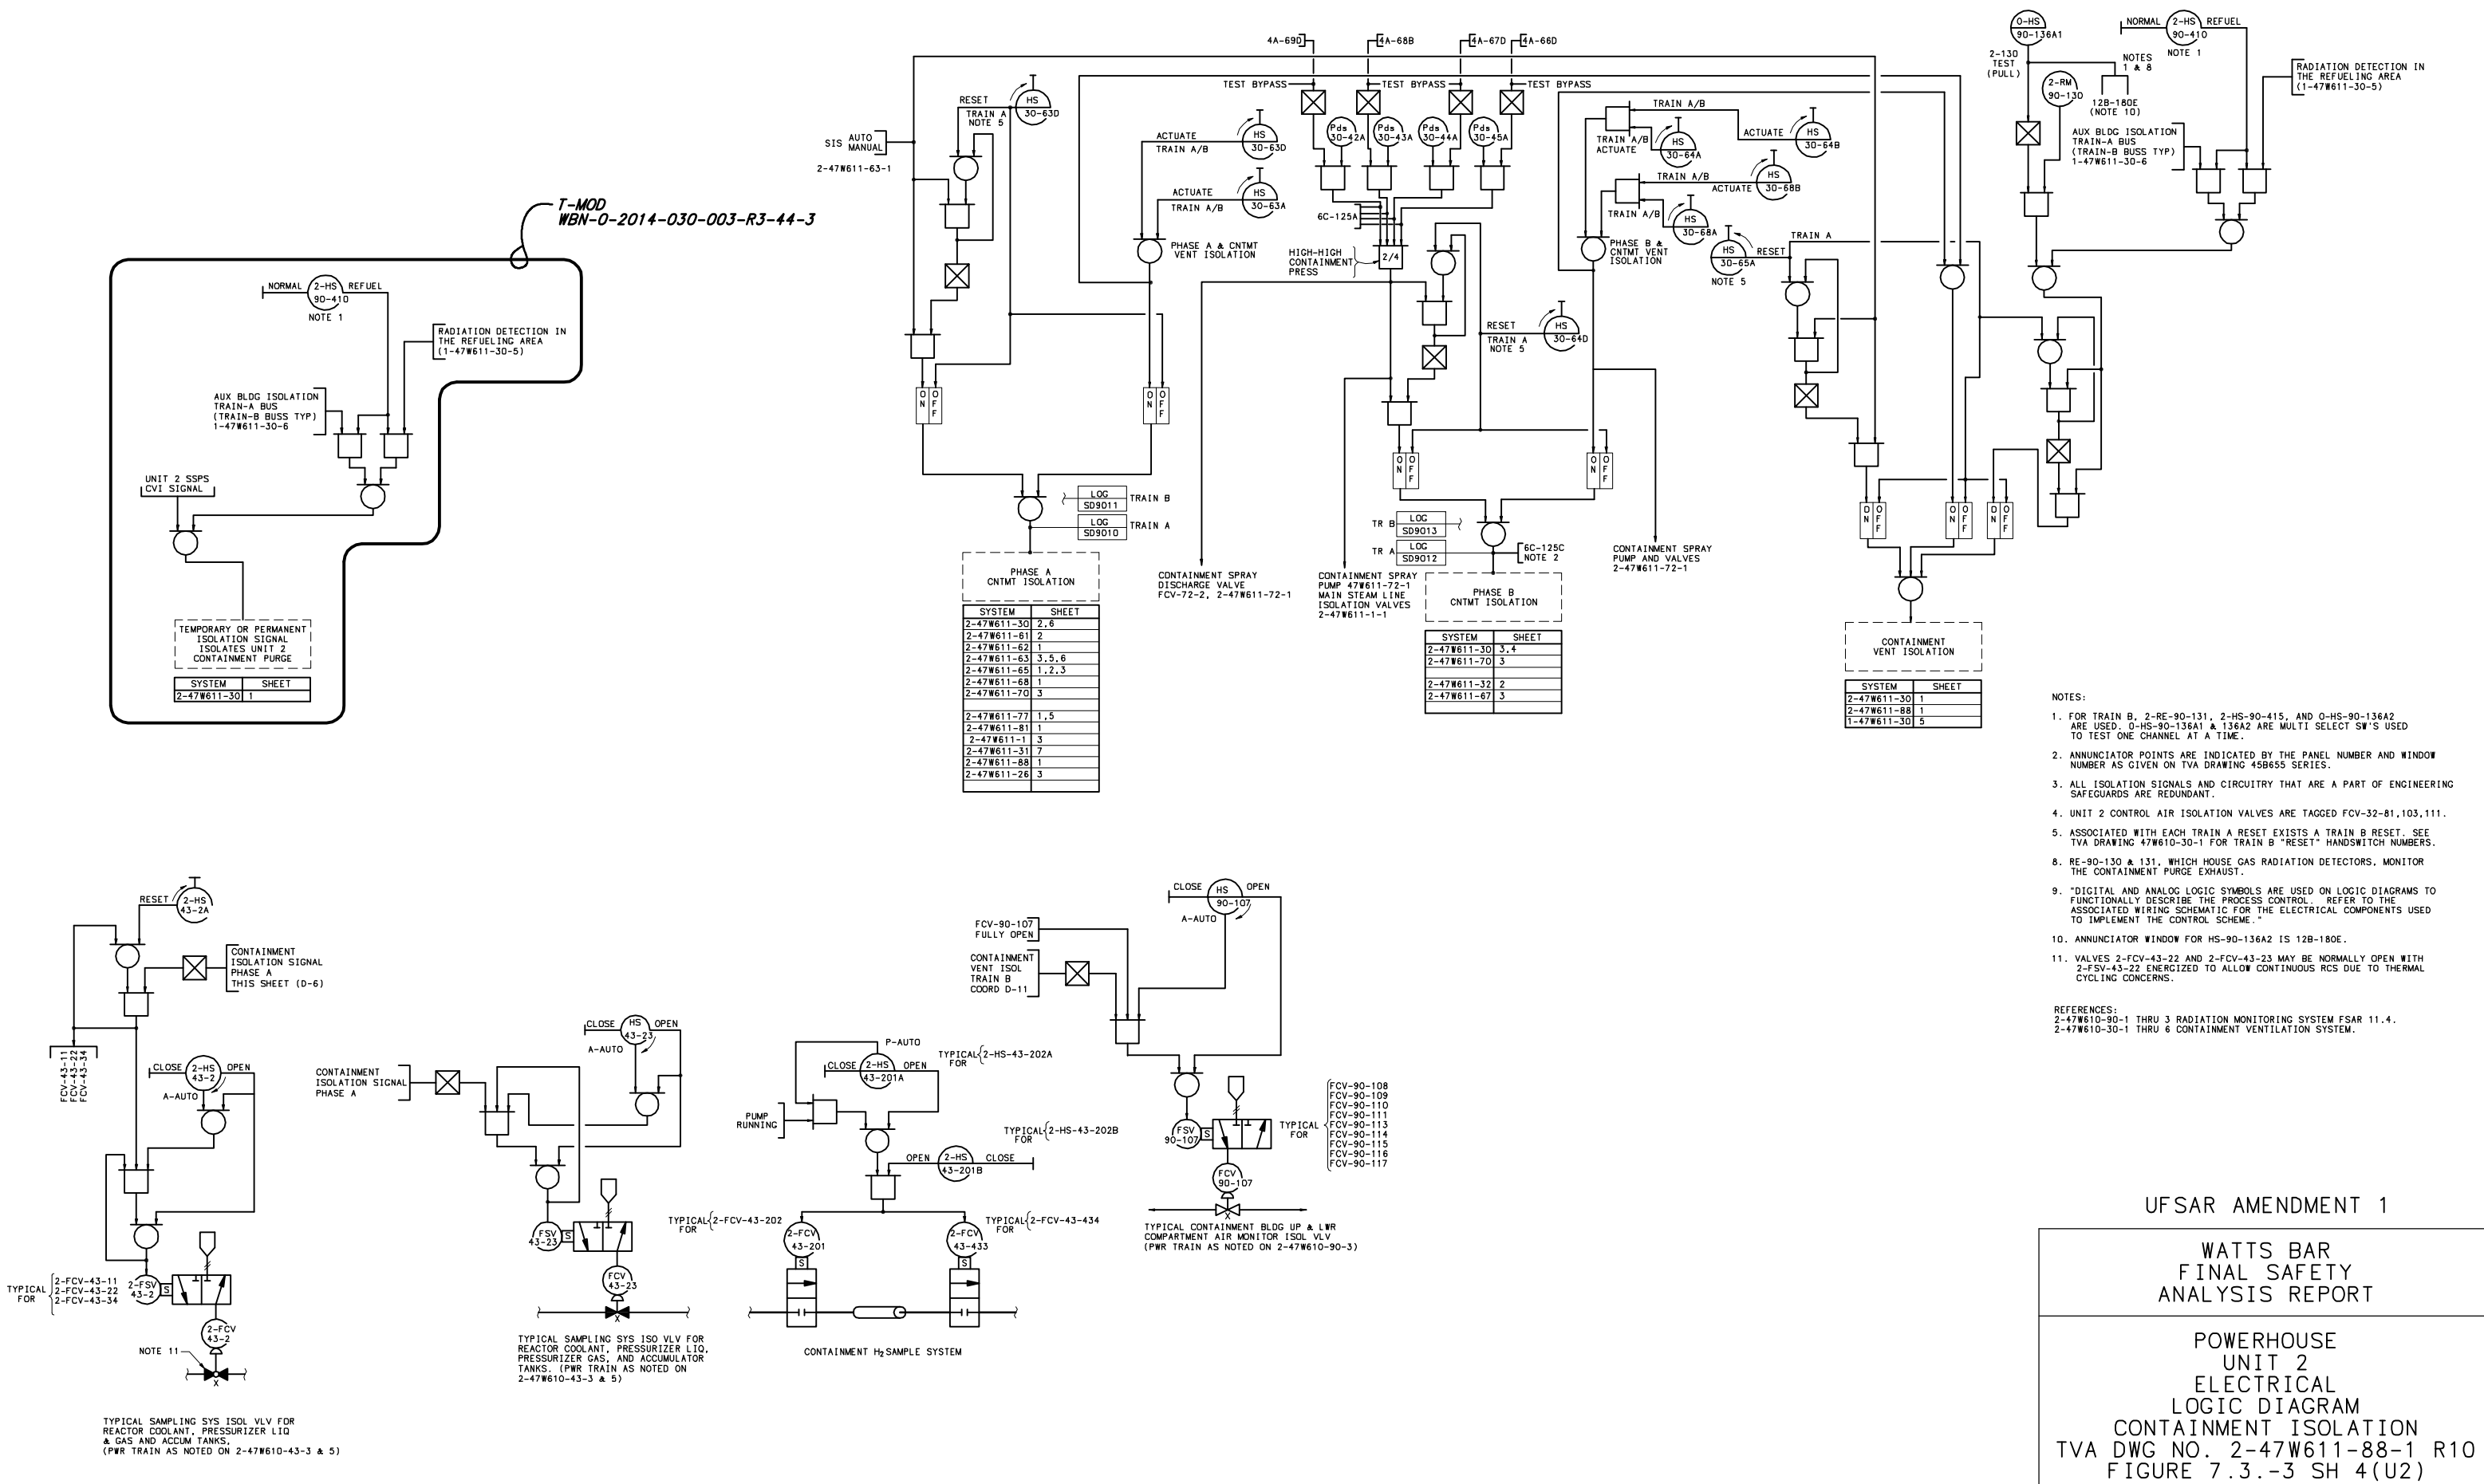 T-MOD
WBN-0-2014-030-003-R3-44-3
NORMAL
2-HS
90-410
REFUEL
NOTE 1
RADIATION DETECTION IN
THE REFUELING AREA
(1-47W611-30-5)
AUX BLDG ISOLATION
TRAIN-A BUS
(TRAIN-B BUSS TYP)
1-47W611-30-6
UNIT 2 SSPS
CVI SIGNAL
TEMPORARY OR PERMANENT
ISOLATION SIGNAL
ISOLATES UNIT 2
CONTAINMENT PURGE
SYSTEM SHEET
2-47W611-30 1
SIS
AUTO
MANUAL
2-47W611-63-1
RESET
TRAIN A
NOTE 5
HS
30-63D
ON
OFF
ACTUATE
TRAIN A/B
HS
30-63D
ACTUATE
TRAIN A/B
HS
30-63A
PHASE A & CNTMT
VENT ISOLATION
ON
OFF
LOG
SD9011
TRAIN B
LOG
SD9010
TRAIN A
PHASE A
CNTMT ISOLATION
SYSTEM SHEET
2-47W611-30 2,6
2-47W611-61 2
2-47W611-62 1
2-47W611-63 3,5,6
2-47W611-65 1,2,3
2-47W611-68 1
2-47W611-70 3
2-47W611-77 1,5
2-47W611-81 1
2-47W611-1 3
2-47W611-31 7
2-47W611-88 1
2-47W611-26 3
4A-69D
4A-68B
4A-67D
4A-66D
TEST BYPASS
TEST BYPASS
TEST BYPASS
Pds
30-42A
Pds
30-43A
Pds
30-44A
Pds
30-45A
6C-125A
HIGH-HIGH
CONTAINMENT
PRESS
2/4
RESET
TRAIN A
NOTE 5
HS
30-64D
CONTAINMENT SPRAY
DISCHARGE VALVE
FCV-72-2, 2-47W611-72-1
CONTAINMENT SPRAY
PUMP 47W611-72-1
MAIN STEAM LINE
ISOLATION VALVES
2-47W611-1-1
ON
OFF
ON
OFF
TR B
LOG
SD9013
TR A
LOG
SD9012
6C-125C
NOTE 2
PHASE B
CNTMT ISOLATION
SYSTEM SHEET
2-47W611-30 3,4
2-47W611-70 3
2-47W611-32 2
2-47W611-67 3
TRAIN A/B
TRAIN A/B
ACTUATE
HS
30-64A
ACTUATE
HS
30-64B
TRAIN A/B
ACTUATE
HS
30-68B
TRAIN A/B
HS
30-68A
PHASE B &
CNTMT VENT
ISOLATION
CONTAINMENT SPRAY
PUMP AND VALVES
2-47W611-72-1
HS
30-65A
RESET
NOTE 5
TRAIN A
0-HS
90-136A1
2-130
TEST
(PULL)
NOTES
1 & 8
12B-180E
(NOTE 10)
2-RM
90-130
NORMAL
2-HS
90-410
REFUEL
NOTE 1
RADIATION DETECTION IN
THE REFUELING AREA
(1-47W611-30-5)
AUX BLDG ISOLATION
TRAIN-A BUS
(TRAIN-B BUSS TYP)
1-47W611-30-6
ON
OFF
ON
OFF
ON
OFF
CONTAINMENT
VENT ISOLATION
SYSTEM SHEET
2-47W611-30 1
2-47W611-88 1
1-47W611-30 5
NOTES:
1. FOR TRAIN B, 2-RE-90-131, 2-HS-90-415, AND 0-HS-90-136A2
ARE USED, 0-HS-90-136A1 & 136A2 ARE MULTI SELECT SW'S USED
TO TEST ONE CHANNEL AT A TIME.
2. ANNUNCIATOR POINTS ARE INDICATED BY THE PANEL NUMBER AND WINDOW
NUMBER AS GIVEN ON TVA DRAWING 45B655 SERIES.
3. ALL ISOLATION SIGNALS AND CIRCUITRY THAT ARE A PART OF ENGINEERING
SAFEGUARDS ARE REDUNDANT.
4. UNIT 2 CONTROL AIR ISOLATION VALVES ARE TAGGED FCV-32-81,103,111.
5. ASSOCIATED WITH EACH TRAIN A RESET EXISTS A TRAIN B RESET. SEE
TVA DRAWING 47W610-30-1 FOR TRAIN B "RESET" HANDSWITCH NUMBERS.
8. RE-90-130 & 131, WHICH HOUSE GAS RADIATION DETECTORS, MONITOR
THE CONTAINMENT PURGE EXHAUST.
9. "DIGITAL AND ANALOG LOGIC SYMBOLS ARE USED ON LOGIC DIAGRAMS TO
FUNCTIONALLY DESCRIBE THE PROCESS CONTROL. REFER TO THE
ASSOCIATED WIRING SCHEMATIC FOR THE ELECTRICAL COMPONENTS USED
TO IMPLEMENT THE CONTROL SCHEME."
10. ANNUNCIATOR WINDOW FOR HS-90-136A2 IS 12B-180E.
11. VALVES 2-FCV-43-22 AND 2-FCV-43-23 MAY BE NORMALLY OPEN WITH
2-FSV-43-22 ENERGIZED TO ALLOW CONTINUOUS RCS DUE TO THERMAL
CYCLING CONCERNS.
REFERENCES:
2-47W610-90-1 THRU 3 RADIATION MONITORING SYSTEM FSAR 11.4.
2-47W610-30-1 THRU 6 CONTAINMENT VENTILATION SYSTEM.
RESET
2-HS
43-2A
CONTAINMENT
ISOLATION SIGNAL
PHASE A
THIS SHEET (D-6)
FCV-43-11
FCV-43-22
FCV-43-34
CLOSE
2-HS
43-2
OPEN
A-AUTO
TYPICAL
FOR
2-FCV-43-11
2-FCV-43-22
2-FCV-43-34
2-FSV
43-2
S
2-FCV
43-2
NOTE 11
X
TYPICAL SAMPLING SYS ISOL VLV FOR
REACTOR COOLANT, PRESSURIZER LIQ
& GAS AND ACCUM TANKS,
(PWR TRAIN AS NOTED ON 2-47W610-43-3 & 5)
CONTAINMENT
ISOLATION SIGNAL
PHASE A
CLOSE
HS
43-23
OPEN
A-AUTO
FSV
43-23
S
FCV
43-23
X
TYPICAL SAMPLING SYS ISO VLV FOR
REACTOR COOLANT, PRESSURIZER LIQ,
PRESSURIZER GAS, AND ACCUMULATOR
TANKS. (PWR TRAIN AS NOTED ON
2-47W610-43-3 & 5)
P-AUTO
CLOSE
2-HS
43-201A
OPEN
TYPICAL
FOR
2-HS-43-202A
PUMP
RUNNING
TYPICAL
FOR
2-HS-43-202B
OPEN
2-HS
43-201B
CLOSE
TYPICAL
FOR
2-FCV-43-202
2-FCV
43-201
S
2-FCV
43-433
S
TYPICAL
FOR
2-FCV-43-434
CONTAINMENT H2 SAMPLE SYSTEM
CLOSE
HS
90-107
OPEN
A-AUTO
FCV-90-107
FULLY OPEN
CONTAINMENT
VENT ISOL
TRAIN B
COORD D-11
FSV
90-107
S
FCV
90-107
X
TYPICAL
FOR
FCV-90-108
FCV-90-109
FCV-90-110
FCV-90-111
FCV-90-113
FCV-90-114
FCV-90-115
FCV-90-116
FCV-90-117
TYPICAL CONTAINMENT BLDG UP & LWR
COMPARTMENT AIR MONITOR ISOL VLV
(PWR TRAIN AS NOTED ON 2-47W610-90-3)
UFSAR AMENDMENT 1
WATTS BAR
FINAL SAFETY
ANALYSIS REPORT
POWERHOUSE
UNIT 2
ELECTRICAL
LOGIC DIAGRAM
CONTAINMENT ISOLATION
TVA DWG NO. 2-47W611-88-1 R10
FIGURE 7.3.-3 SH 4(U2)